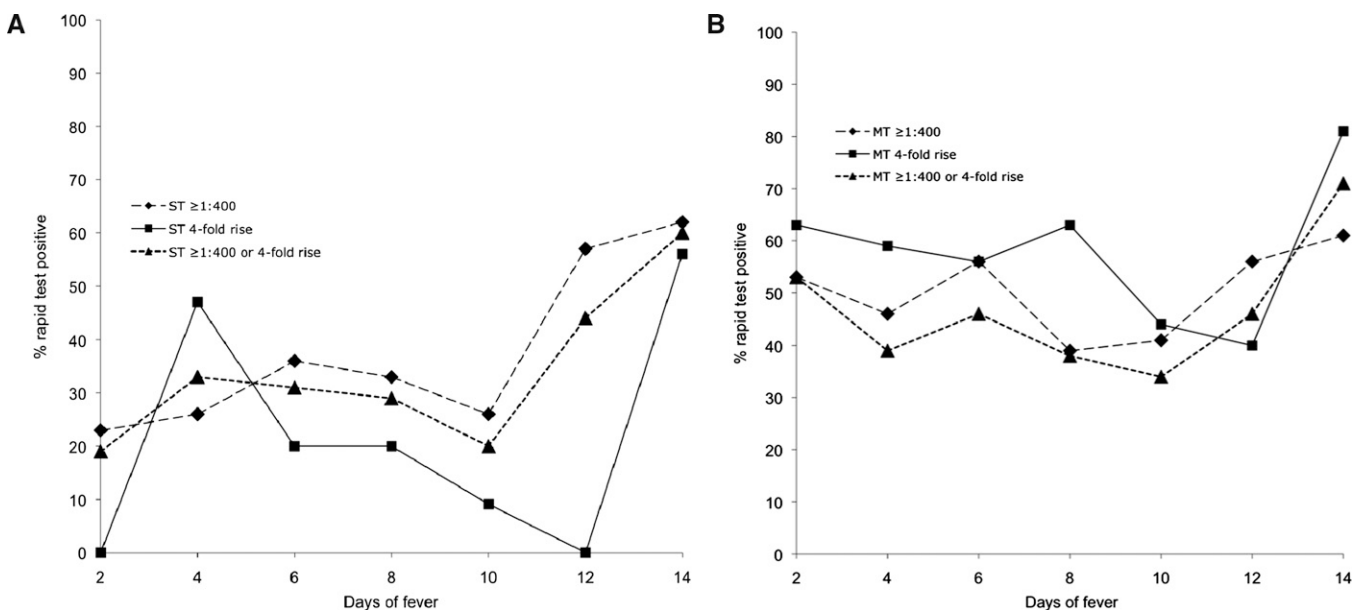 A
100
90
80
70
60
50
40
30
20
10
0
% rapid test positive
ST ≥1:400
ST 4-fold rise
ST ≥1:400 or 4-fold rise
2 4 6 8 10 12 14
Days of fever
B
100
90
80
70
60
50
40
30
20
10
0
% rapid test positive
MT ≥1:400
MT 4-fold rise
MT ≥1:400 or 4-fold rise
2 4 6 8 10 12 14
Days of fever